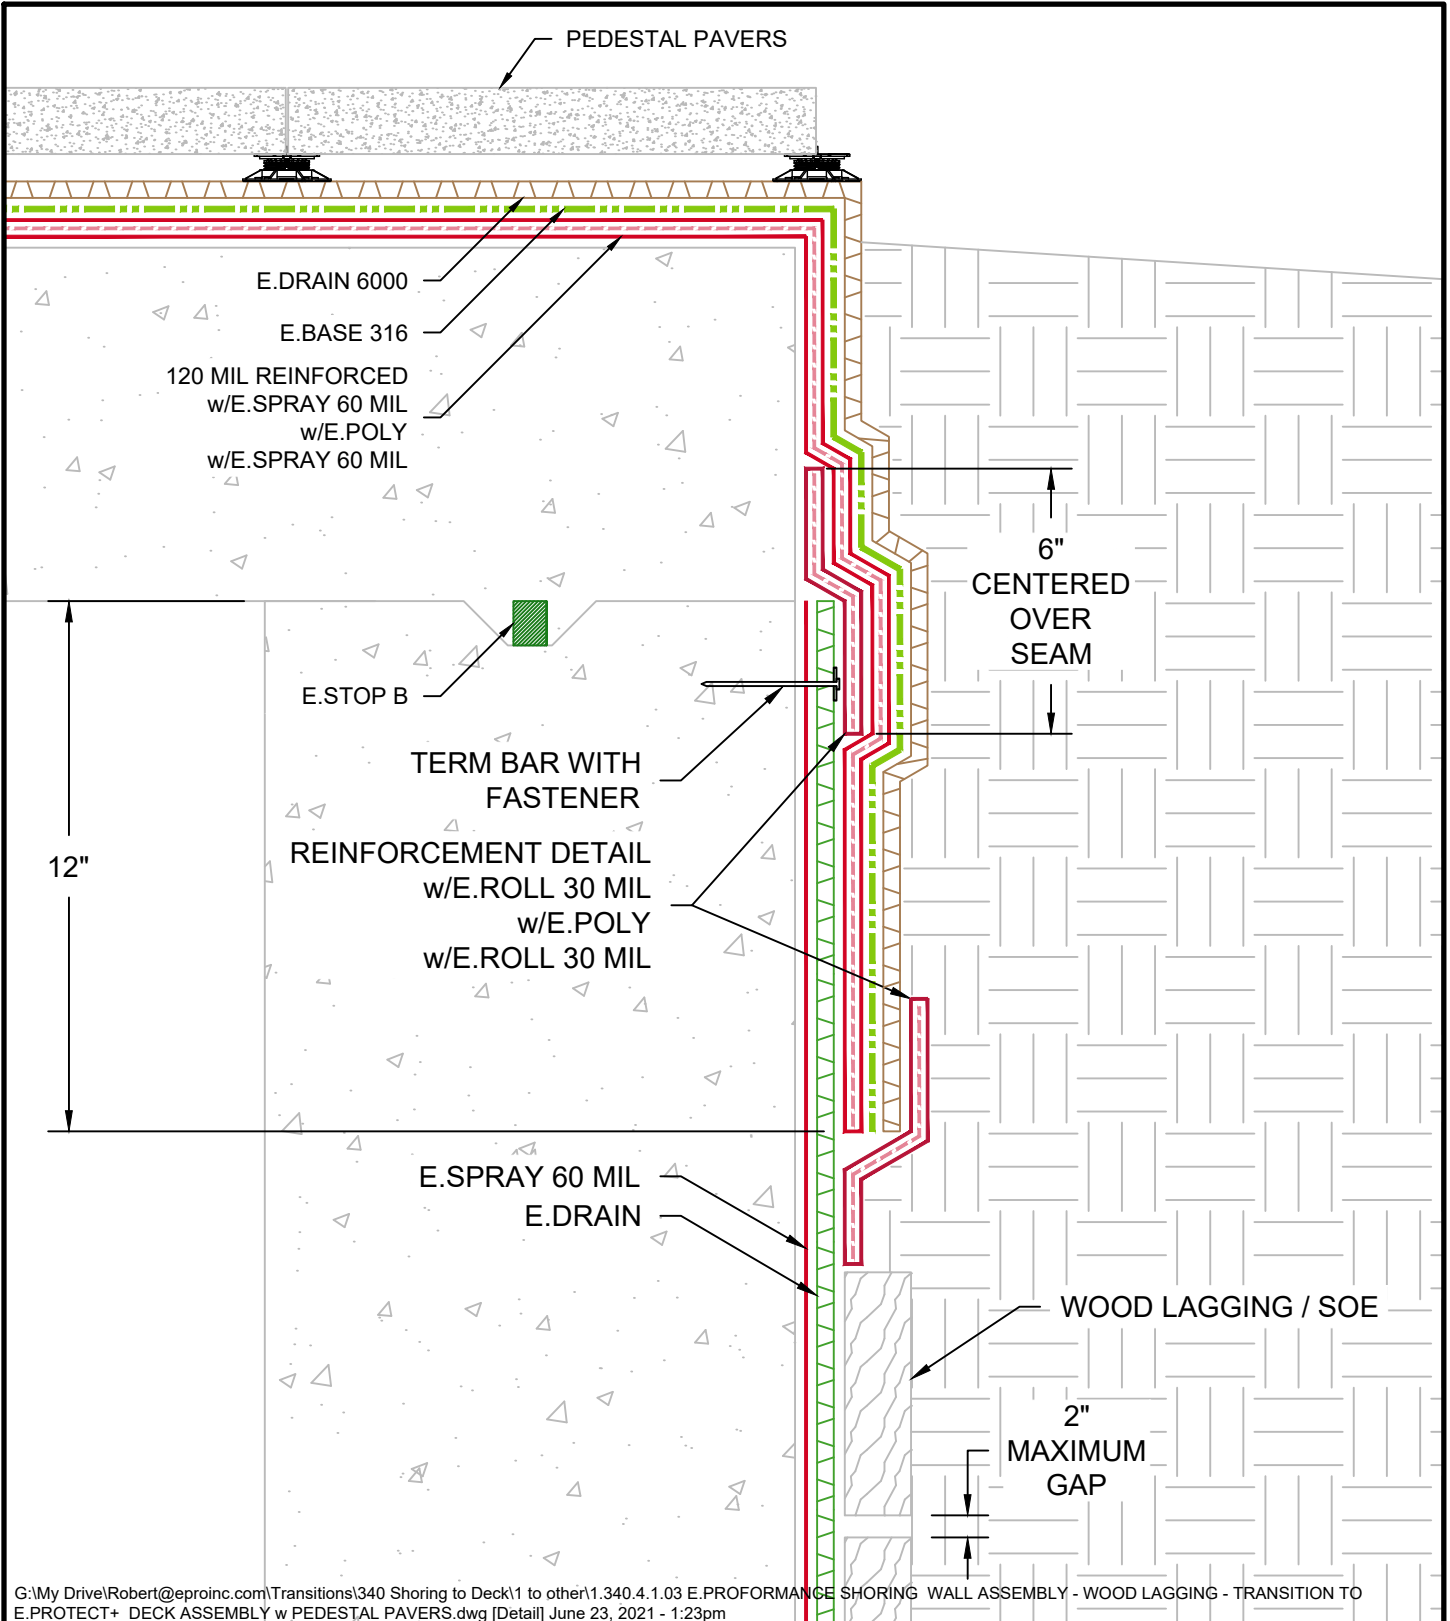 PEDESTAL PAVERS
E.DRAIN 6000
E.BASE 316
120 MIL REINFORCED
w/E.SPRAY 60 MIL
w/E.POLY
w/E.SPRAY 60 MIL
6"
CENTERED
OVER
SEAM
E.STOP B
TERM BAR WITH
FASTENER
12"
REINFORCEMENT DETAIL
w/E.ROLL 30 MIL
w/E.POLY
w/E.ROLL 30 MIL
E.SPRAY 60 MIL
E.DRAIN
WOOD LAGGING / SOE
2"
MAXIMUM
GAP
G:\My Drive\Robert@eproinc.com\Transitions\340 Shoring to Deck\1 to other\1.340.4.1.03 E.PROFORMANCE SHORING WALL ASSEMBLY - WOOD LAGGING - TRANSITION TO
E.PROTECT+ DECK ASSEMBLY w PEDESTAL PAVERS.dwg [Detail] June 23, 2021 - 1:23pm